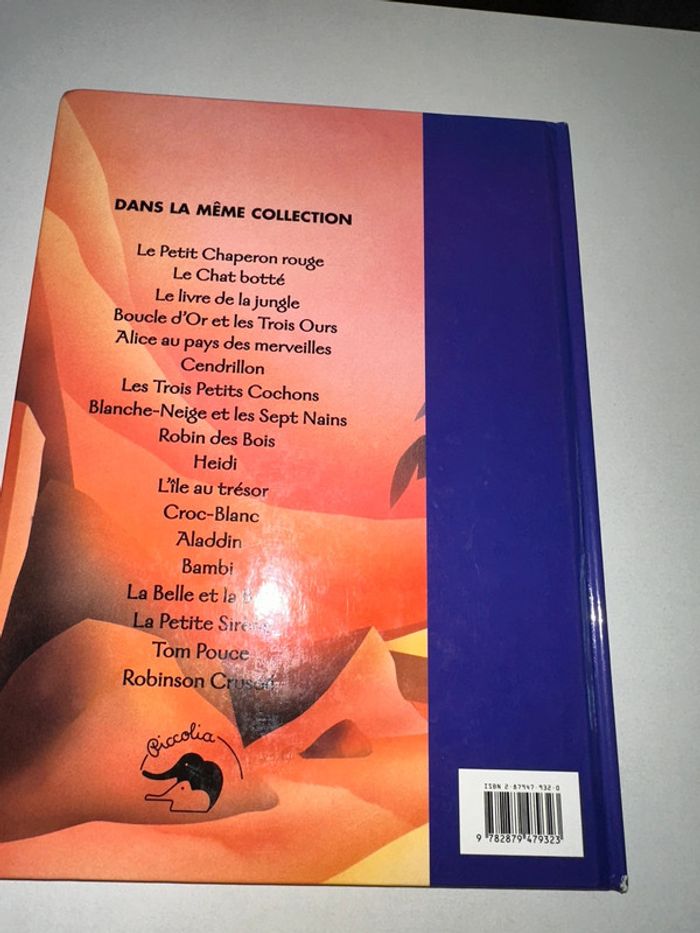 DANS LA MÊME COLLECTION
Le Petit Chaperon rouge
Le Chat botté
Le livre de la jungle
Boucle d'Or et les Trois Ours
Alice au pays des merveilles
Cendrillon
Les Trois Petits Cochons
Blanche-Neige et les Sept Nains
Robin des Bois
Heidi
L'île au trésor
Croc-Blanc
Aladdin
Bambi
La Belle et la
La Petite Sirène
Tom Pouce
Robinson Crusoé
Piccolia
ISBN 2-87947-932-0
9 782879 479323